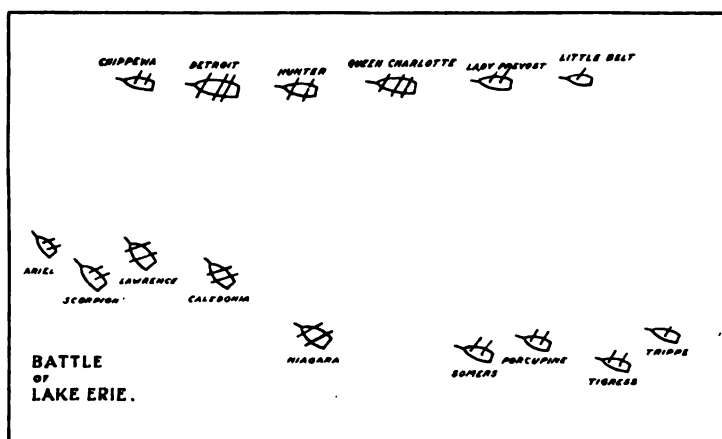 CHIPPEWA DETROIT HUNTER QUEEN CHARLOTTE LADY PREVOST LITTLE BELT
ARIEL SCORPION LAWRENCE CALEDONIA
NIAGARA SOMERS PORCUPINE TIGRESS TRIPPE
BATTLE
OF
LAKE ERIE.